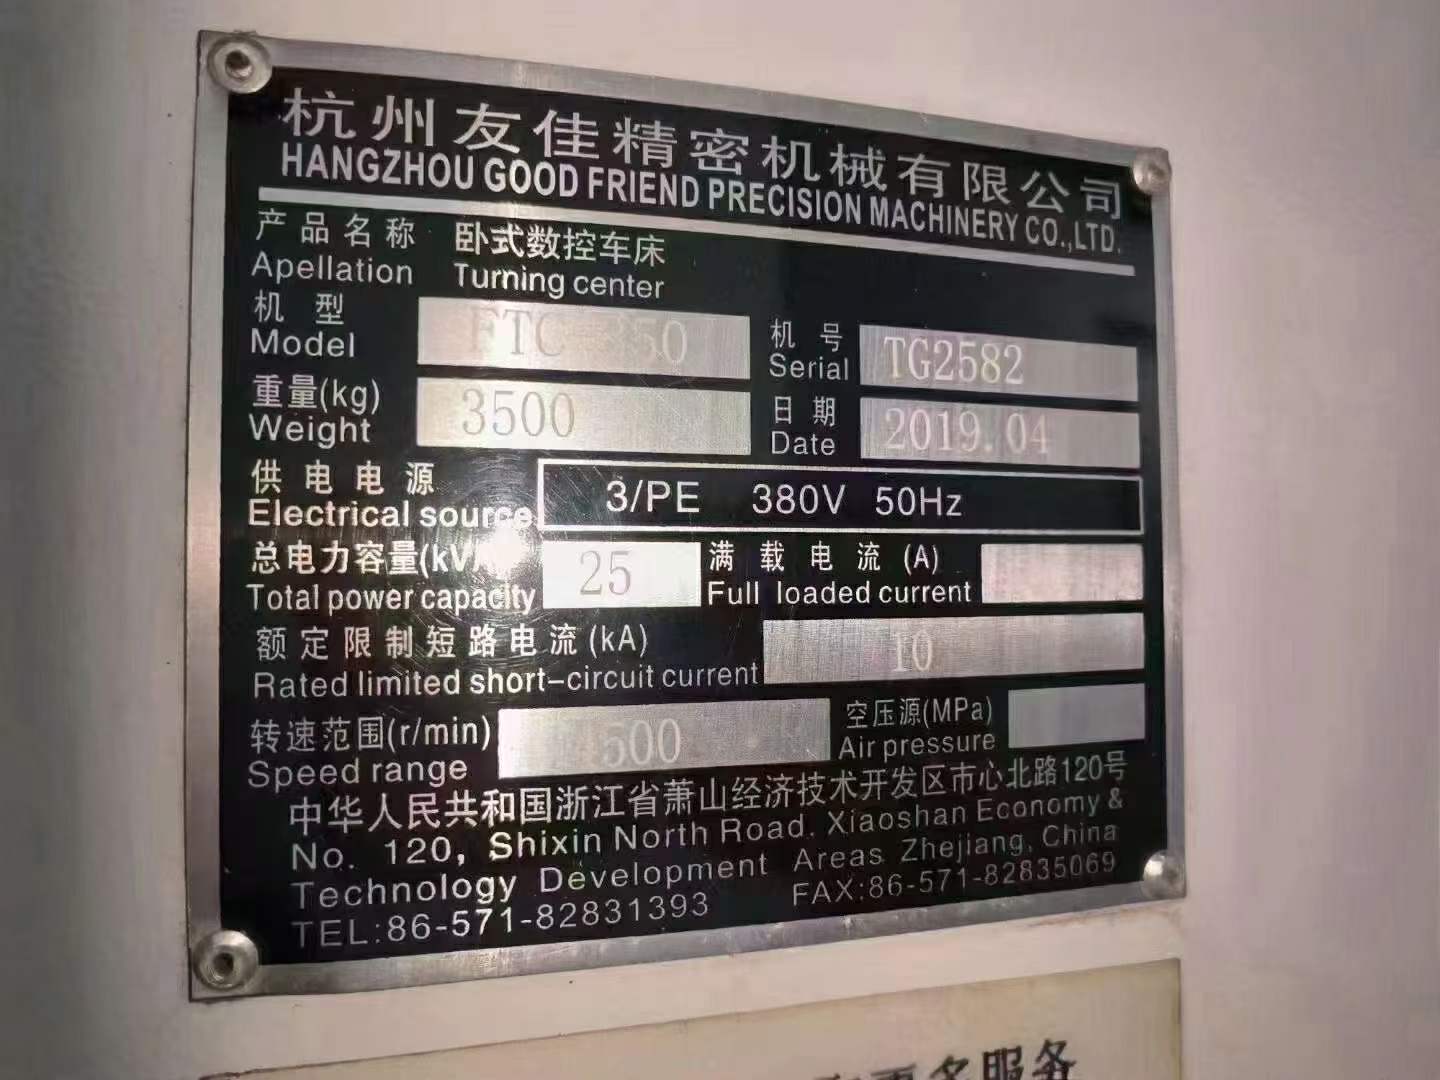 杭州友佳精密机械有限公司
HANGZHOU GOOD FRIEND PRECISION MACHINERY CO.,LTD.
产品名称 卧式数控车床
Apellation Turning center
机型 FTC-350 机号 TG2582
Model Serial
重量(kg) 3500 日期 2019.04
Weight Date
供电电源 3/PE 380V 50Hz
Electrical source
总电力容量(kVA) 25 满载电流(A)
Total power capacity Full loaded current
额定限制短路电流(kA) 10
Rated limited short-circuit current
转速范围(r/min) 空压源(MPa)
Speed range Air pressure
中华人民共和国浙江省萧山经济技术开发区市心北路120号
No. 120, Shixin North Road. Xiaoshan Economy &
Technology Development Areas Zhejiang, China
TEL:86-571-82831393 FAX:86-571-82835069